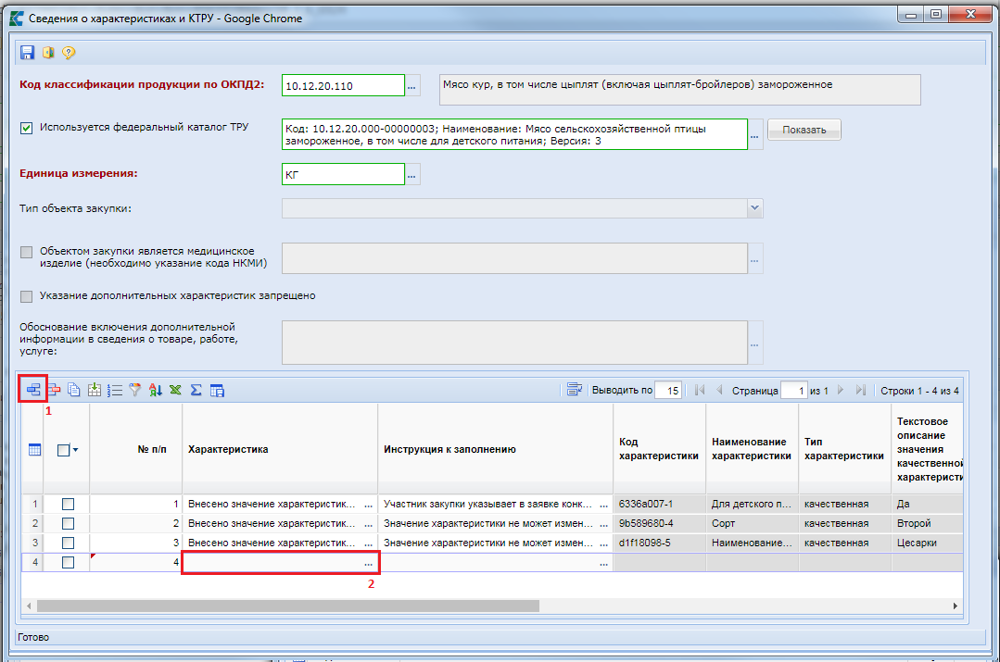 Сведения о характеристиках и КТРУ - Google Chrome
Код классификации продукции по ОКПД2:
10.12.20.110
...
Мясо кур, в том числе цыплят (включая цыплят-бройлеров) замороженное
Используется федеральный каталог ТРУ
Код: 10.12.20.000-00000003; Наименование: Мясо сельскохозяйственной птицы
замороженное, в том числе для детского питания; Версия: 3
...
Показать
Единица измерения:
КГ
...
Тип объекта закупки:
Объектом закупки является медицинское
изделие (необходимо указание кода НКМИ)
...
Указание дополнительных характеристик запрещено
Обоснование включения дополнительной
информации в сведения о товаре, работе,
услуге:
...
Выводить по 15 Страница 1 из 1 Строки 1 - 4 из 4
1
№ п/п
Характеристика
Инструкция к заполнению
Код
характеристики
Наименование
характеристики
Тип
характеристики
Текстовое
описание
значения
качественной
характеристи
1 1 Внесено значение характеристик... ... Участник закупки указывает в заявке конк... ... 6336a007-1 Для детского п... качественная Да
2 2 Внесено значение характеристик... ... Значение характеристики не может измен... ... 9b589680-4 Сорт качественная Второй
3 3 Внесено значение характеристик... ... Значение характеристики не может измен... ... d1f18098-5 Наименование... качественная Цесарки
4 4 ... ...
2
Готово